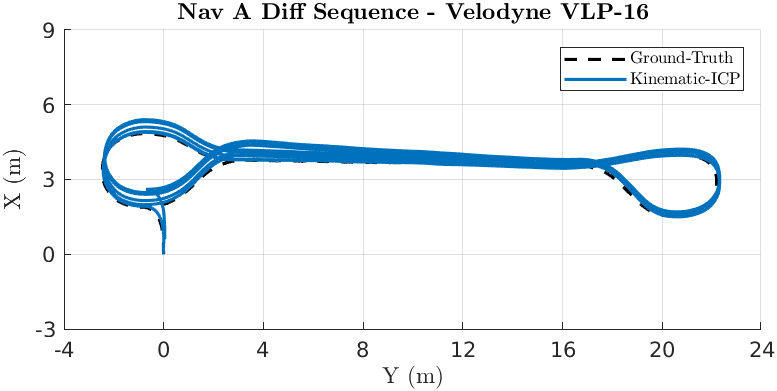 Nav A Diff Sequence - Velodyne VLP-16
9
6
3
0
-3
X (m)
Ground-Truth
Kinematic-ICP
-4
0
4
8
12
16
20
24
Y (m)